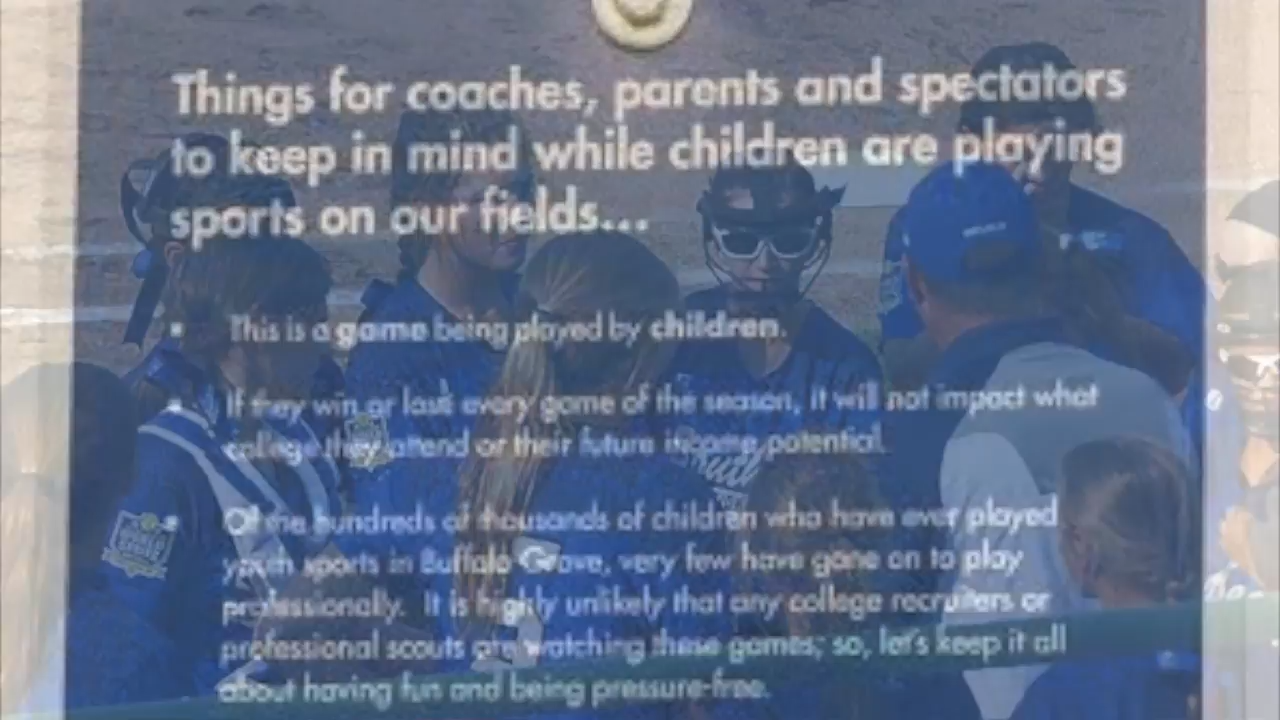 Things for coaches, parents and spectators
to keep in mind while children are playing
sports on our fields...
▪ This is a game being played by children.
▪ If they win or lose every game of the season, it will not impact what
college they attend or their future income potential.
▪ Of the hundreds of thousands of children who have ever played
youth sports in Buffalo Grove, very few have gone on to play
professionally. It is highly unlikely that any college recruiters or
professional scouts are watching these games; so, let's keep it all
about having fun and being pressure-free.